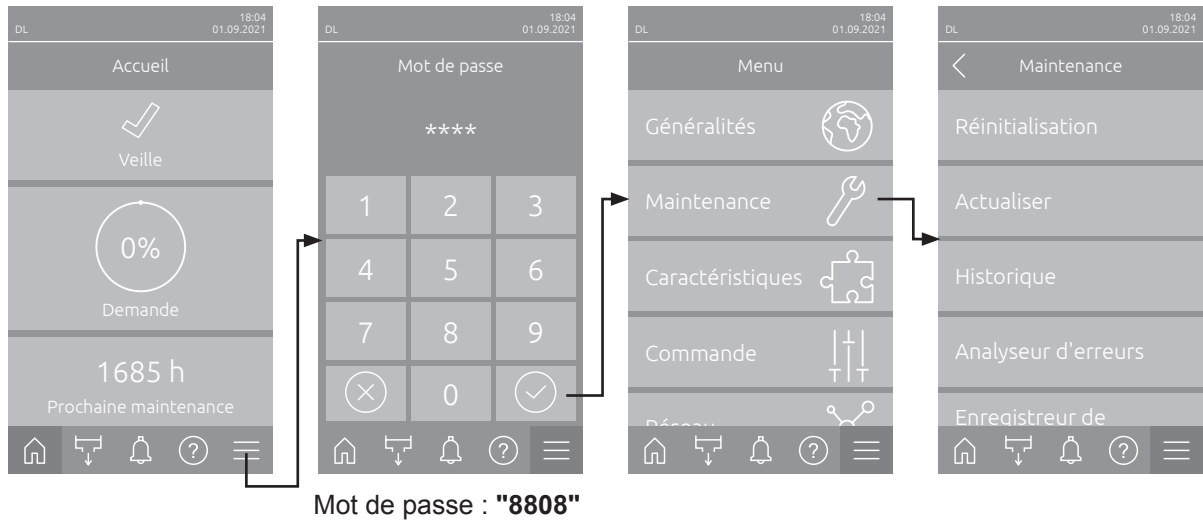 DL
18:04
01.09.2021
Accueil
Veille
0%
Demande
1685 h
Prochaine maintenance
?
DL
18:04
01.09.2021
Mot de passe
****
1 2 3
4 5 6
7 8 9
0
?
Mot de passe : "8808"
DL
18:04
01.09.2021
Menu
Généralités
Maintenance
Caractéristiques
Commande
Réseau
?
DL
18:04
01.09.2021
Maintenance
Réinitialisation
Actualiser
Historique
Analyseur d'erreurs
Enregistreur de
?